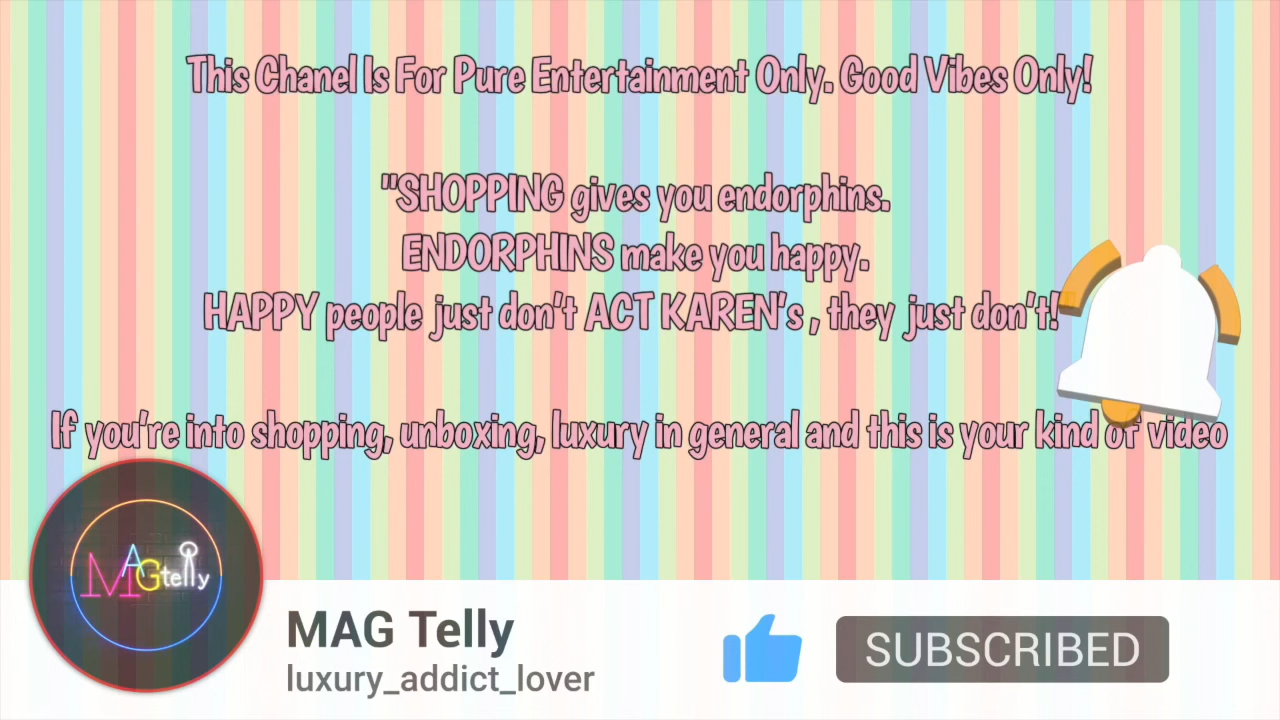 This Chanel Is For Pure Entertainment Only. Good Vibes Only!
"SHOPPING gives you endorphins.
ENDORPHINS make you happy.
HAPPY people just don't ACT KAREN's , they just don't!"
If you're into shopping, unboxing, luxury in general and this is your kind of video
MAGtelly
MAG Telly
luxury_addict_lover
SUBSCRIBED